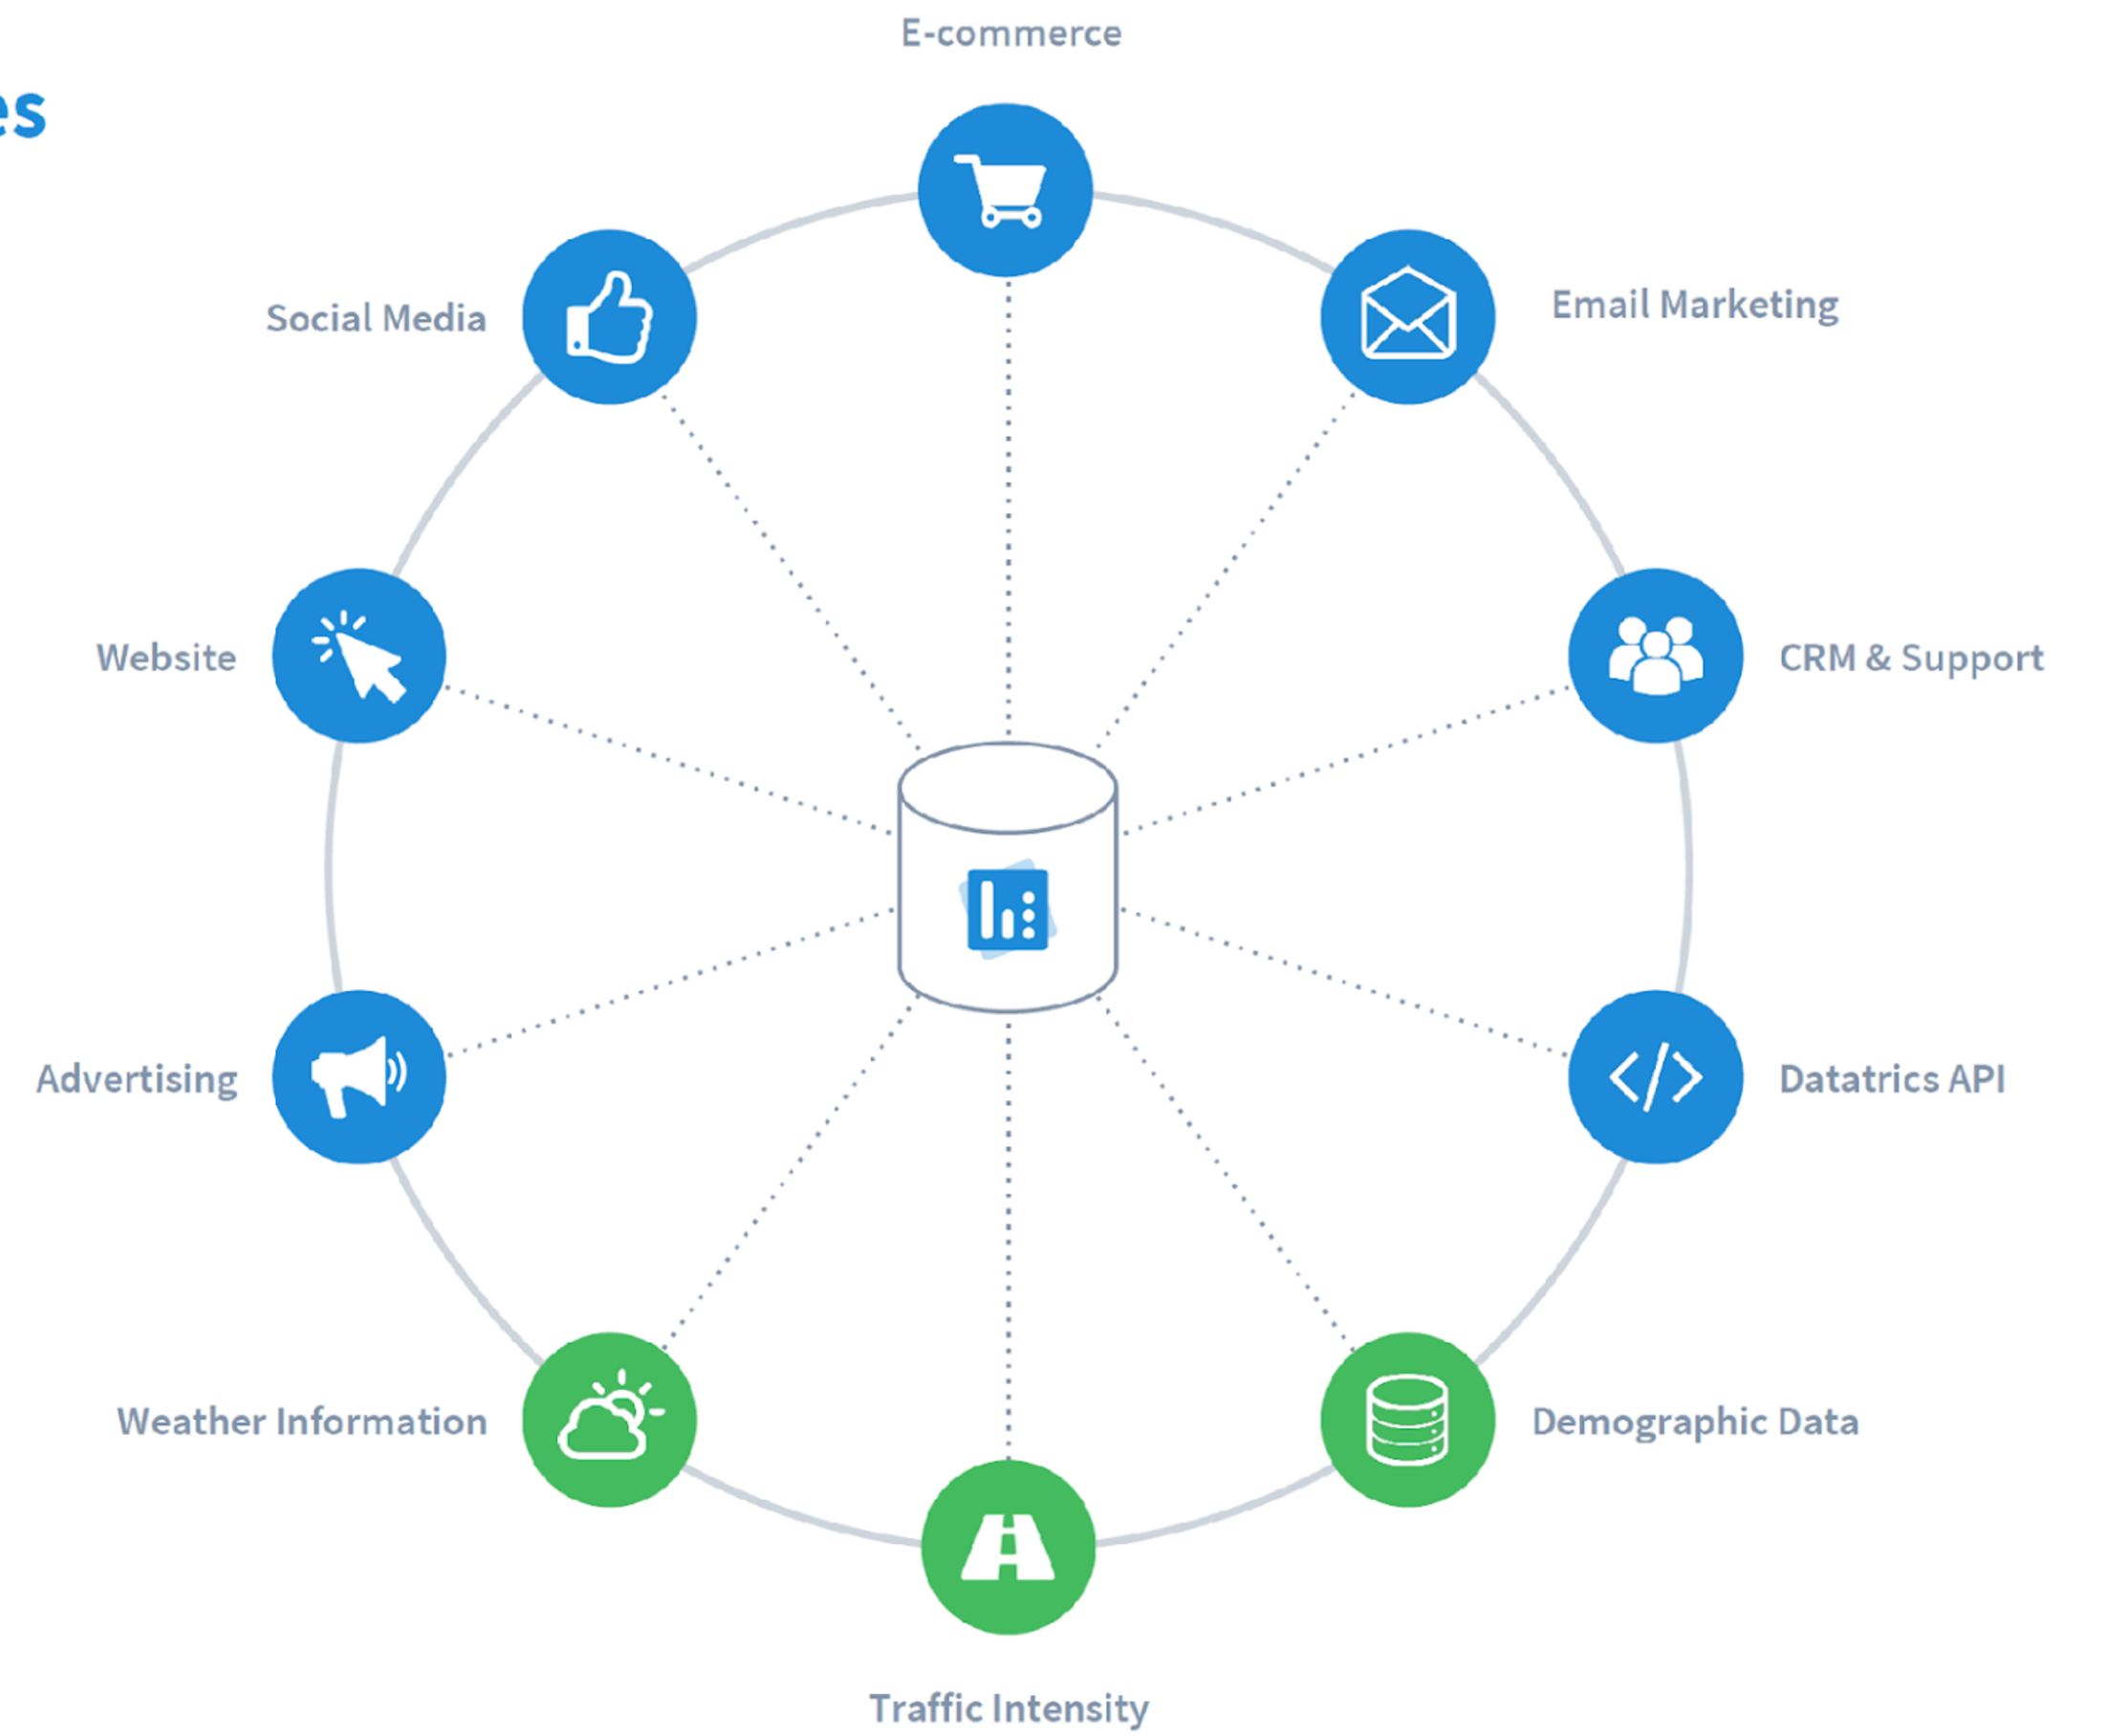 E-commerce
es
Social Media
Email Marketing
Website
CRM & Support
Advertising
Datatrics API
Weather Information
Demographic Data
Traffic Intensity